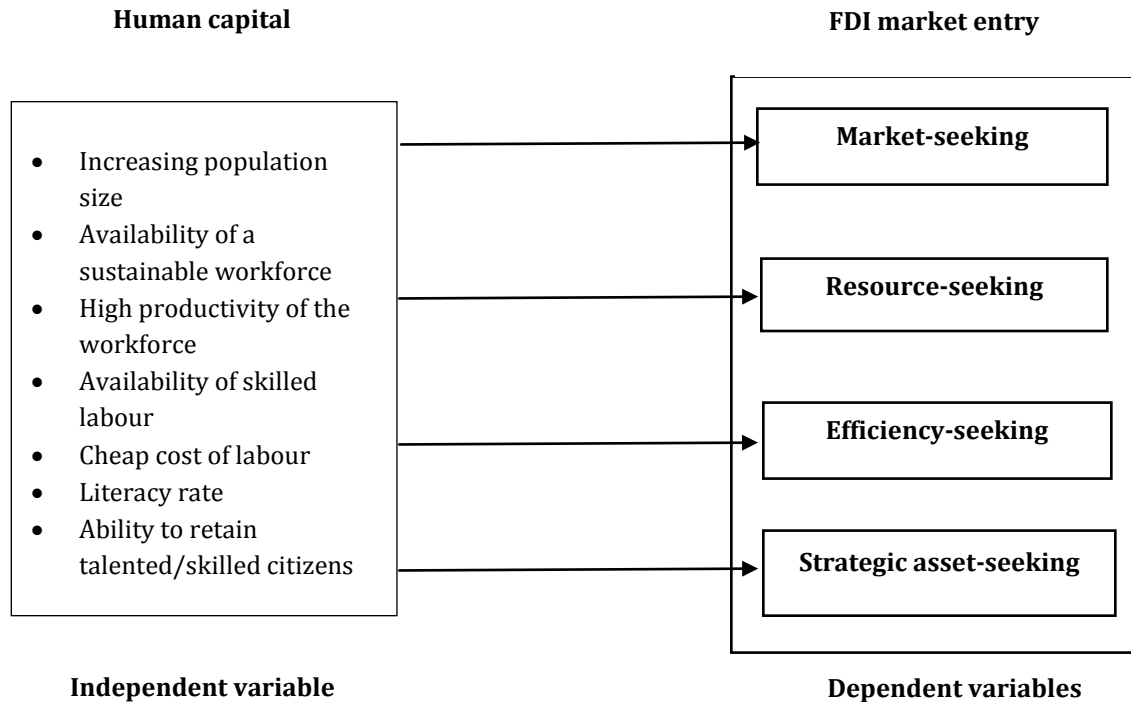 Human capital
FDI market entry
• Increasing population
size
• Availability of a
sustainable workforce
• High productivity of the
workforce
• Availability of skilled
labour
• Cheap cost of labour
• Literacy rate
• Ability to retain
talented/skilled citizens
Market-seeking
Resource-seeking
Efficiency-seeking
Strategic asset-seeking
Independent variable
Dependent variables